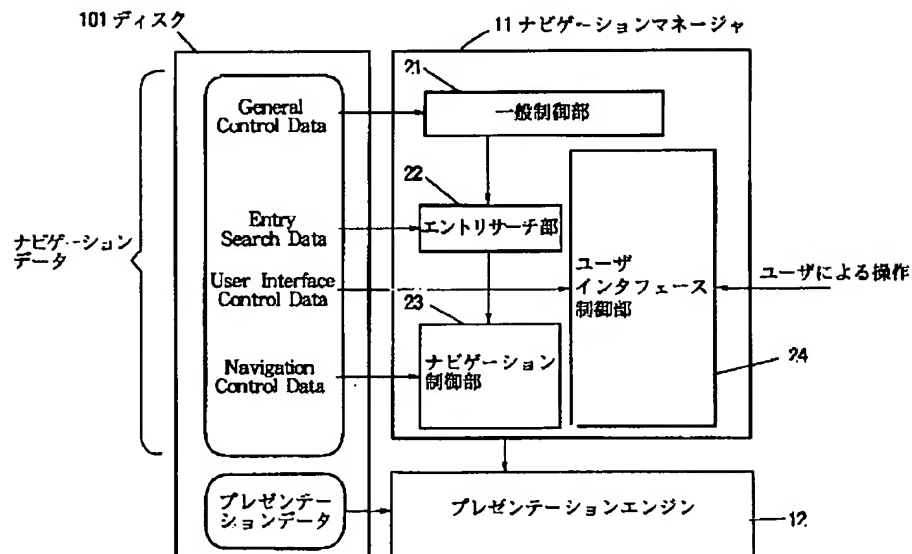 101 ディスク
11 ナビゲーションマネージャ
21
General
Control Data
一般制御部
22
Entry
Search Data
エントリサーチ部
ナビゲーション
データ
User Interface
Control Data
ユーザ
インタフェース
制御部
ユーザによる操作
23
Navigation
Control Data
ナビゲーション
制御部
24
プレゼンテー
ションデータ
プレゼンテーションエンジン
12